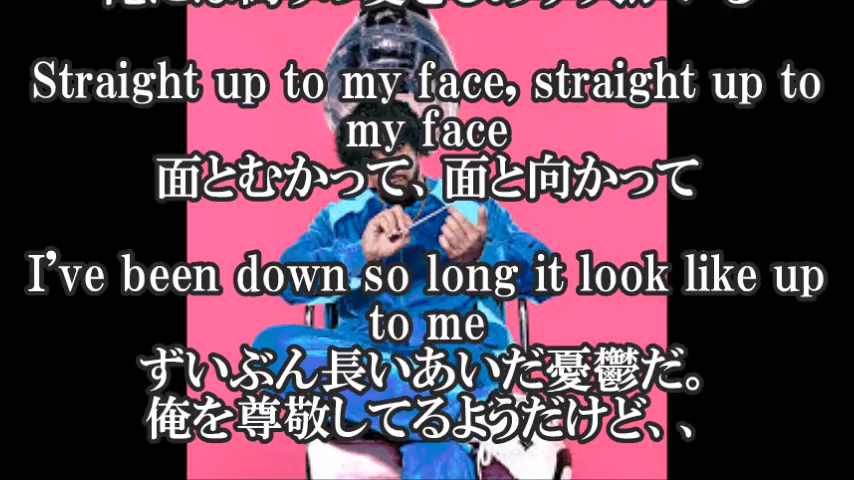 Straight up to my face, straight up to
my face
面とむかって、面と向かって
I've been down so long it look like up
to me
ずいぶん長いあいだ憂鬱だ。
俺を尊敬してるようだけど、、